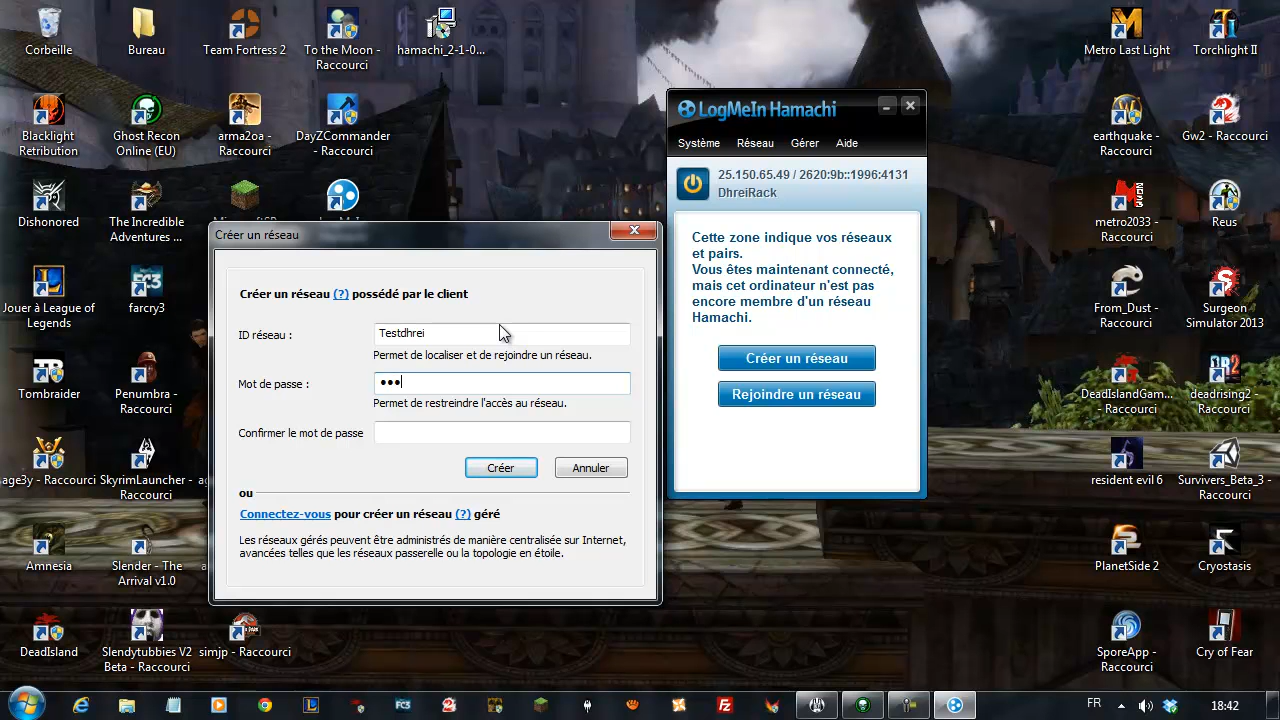 Corbeille
Bureau
Team Fortress 2
To the Moon -
Raccourci
hamachi_2-1-0...
Metro Last Light
Torchlight II
Blacklight
Retribution
Ghost Recon
Online (EU)
arma2oa -
Raccourci
DayZCommander
- Raccourci
earthquake -
Raccourci
Gw2 - Raccourci
Dishonored
The Incredible
Adventures ...
metro2033 -
Raccourci
Reus
Jouer à League of
Legends
farcry3
From_Dust -
Raccourci
Surgeon
Simulator 2013
Tombraider
Penumbra -
Raccourci
DeadIslandGam...
- Raccourci
deadrising2 -
Raccourci
age3y - Raccourci
SkyrimLauncher -
Raccourci
resident evil 6
Survivers_Beta_3 -
Raccourci
Amnesia
Slender - The
Arrival v1.0
PlanetSide 2
Cryostasis
DeadIsland
Slendytubbies V2
Beta - Raccourci
simjp - Raccourci
SporeApp -
Raccourci
Cry of Fear
Créer un réseau
Créer un réseau (?) possédé par le client
ID réseau :
Testdhrei
Permet de localiser et de rejoindre un réseau.
Mot de passe :
•••
Permet de restreindre l'accès au réseau.
Confirmer le mot de passe
Créer
Annuler
ou
Connectez-vous pour créer un réseau (?) géré
Les réseaux gérés peuvent être administrés de manière centralisée sur Internet,
avancées telles que les réseaux passerelle ou la topologie en étoile.
LogMeIn Hamachi
Système
Réseau
Gérer
Aide
25.150.65.49 / 2620:9b::1996:4131
DhreiRack
Cette zone indique vos réseaux
et pairs.
Vous êtes maintenant connecté,
mais cet ordinateur n'est pas
encore membre d'un réseau
Hamachi.
Créer un réseau
Rejoindre un réseau
FR
18:42